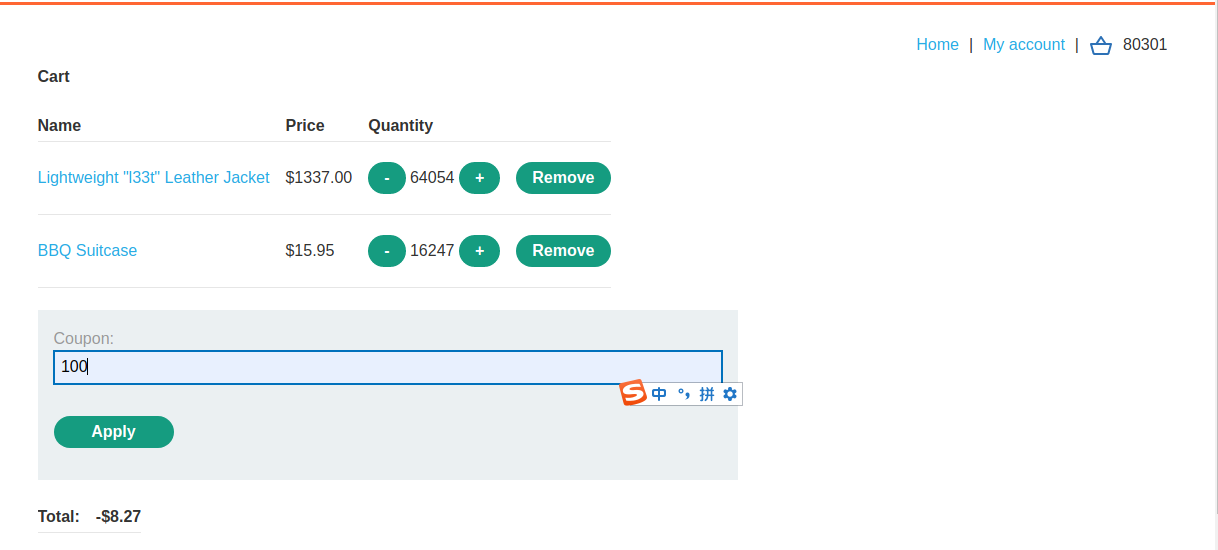 Home | My account | 80301
Cart
Name Price Quantity
Lightweight "l33t" Leather Jacket $1337.00 - 64054 + Remove
BBQ Suitcase $15.95 - 16247 + Remove
Coupon:
100
S 中 °, 拼
Apply
Total: -$8.27